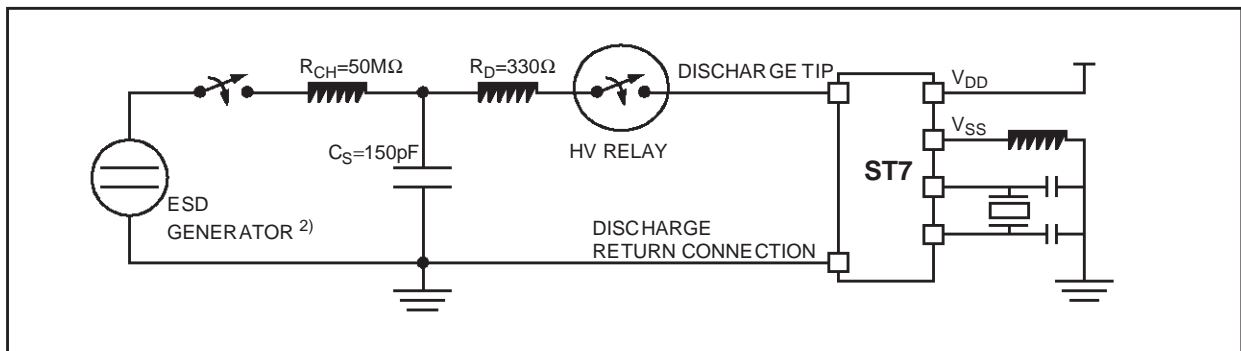 R_CH=50MΩ
R_D=330Ω
DISCHARGE TIP
V_DD
V_SS
HV RELAY
C_S=150pF
ST7
ESD
GENERATOR ²⁾
DISCHARGE
RETURN CONNECTION